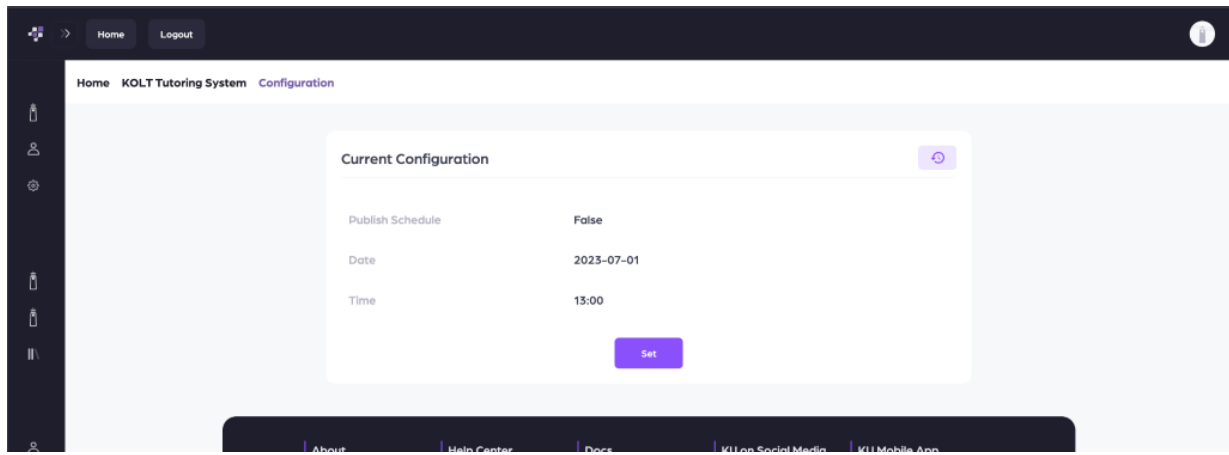 Home Logout
Home KOLT Tutoring System Configuration
Current Configuration
Publish Schedule False
Date 2023-07-01
Time 13:00
Set
About Help Center Docs KU on Social Media KU Mobile App